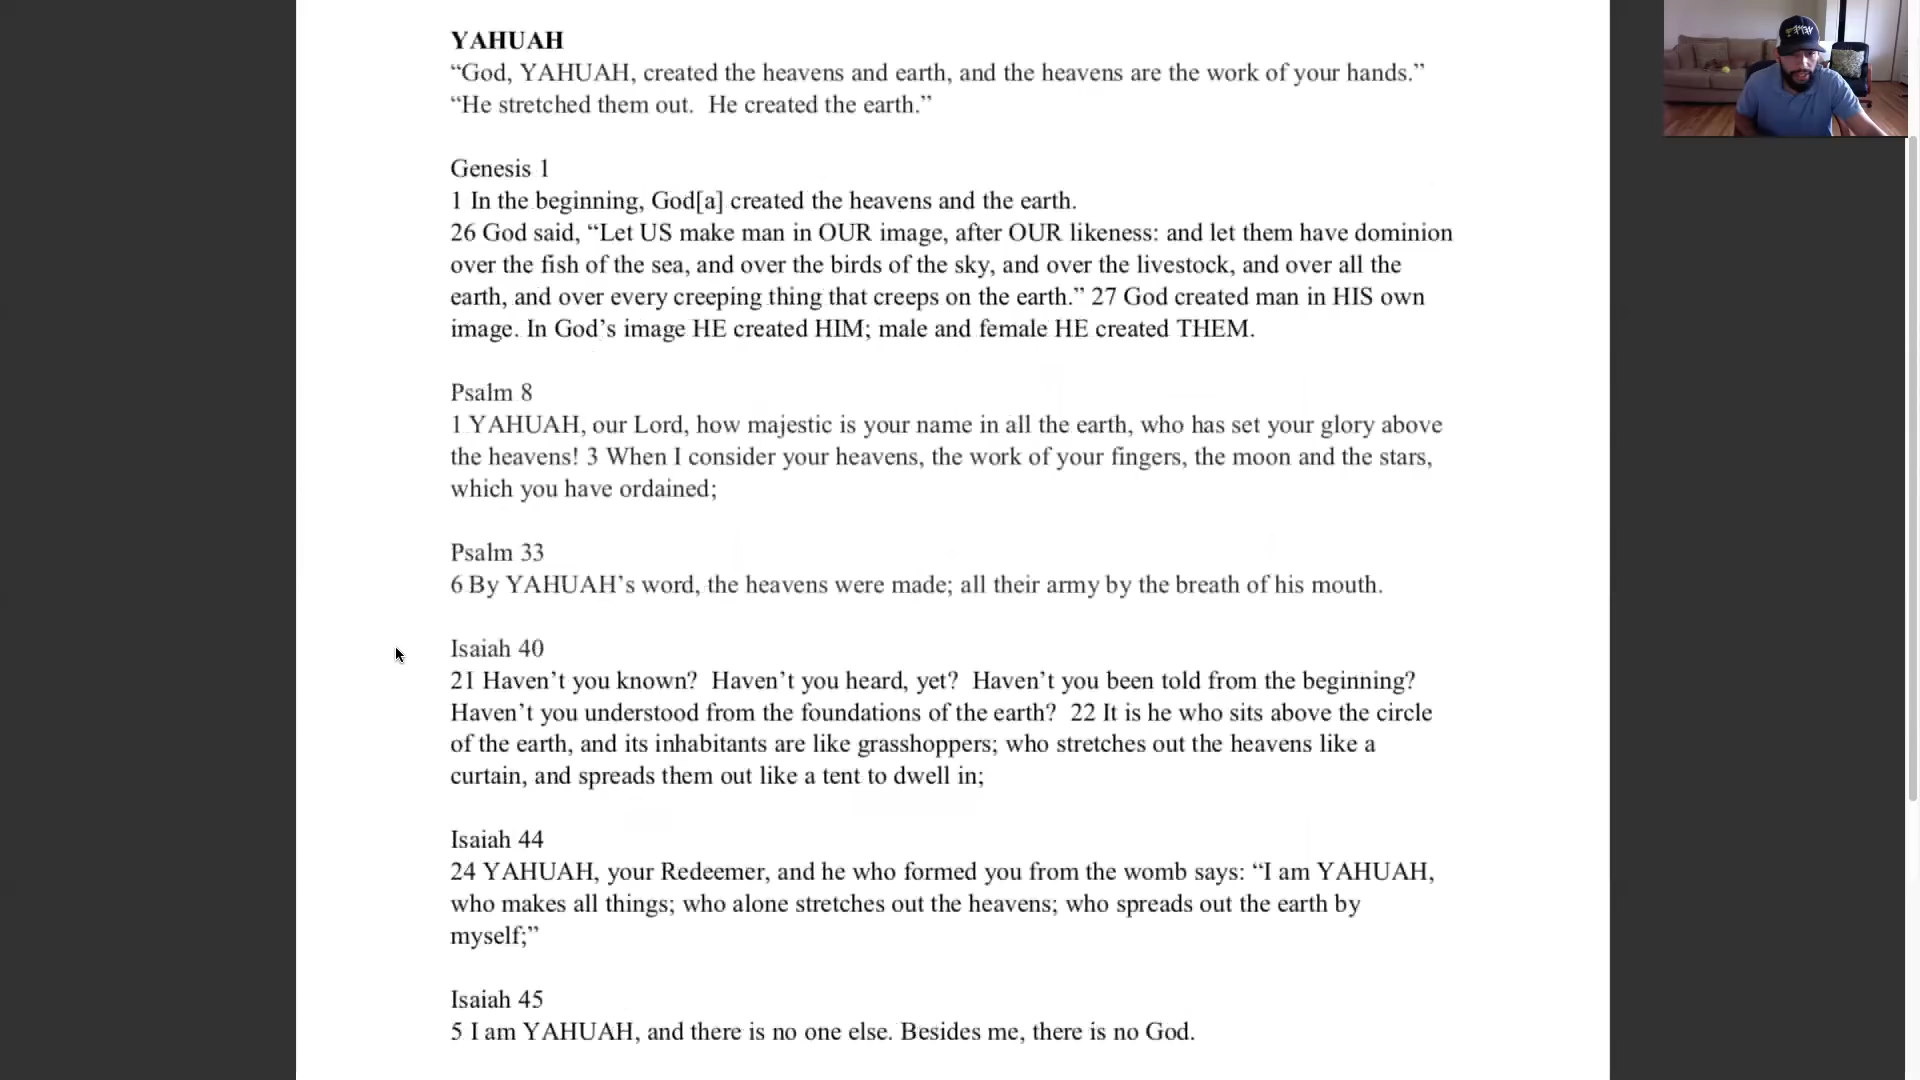 YAHUAH
“God, YAHUAH, created the heavens and earth, and the heavens are the work of your hands.”
“He stretched them out.  He created the earth.”
Genesis 1
1 In the beginning, God[a] created the heavens and the earth.
26 God said, “Let US make man in OUR image, after OUR likeness: and let them have dominion
over the fish of the sea, and over the birds of the sky, and over the livestock, and over all the
earth, and over every creeping thing that creeps on the earth.” 27 God created man in HIS own
image. In God’s image HE created HIM; male and female HE created THEM.
Psalm 8
1 YAHUAH, our Lord, how majestic is your name in all the earth, who has set your glory above
the heavens! 3 When I consider your heavens, the work of your fingers, the moon and the stars,
which you have ordained;
Psalm 33
6 By YAHUAH’s word, the heavens were made; all their army by the breath of his mouth.
Isaiah 40
21 Haven’t you known?  Haven’t you heard, yet?  Haven’t you been told from the beginning?
Haven’t you understood from the foundations of the earth?  22 It is he who sits above the circle
of the earth, and its inhabitants are like grasshoppers; who stretches out the heavens like a
curtain, and spreads them out like a tent to dwell in;
Isaiah 44
24 YAHUAH, your Redeemer, and he who formed you from the womb says: “I am YAHUAH,
who makes all things; who alone stretches out the heavens; who spreads out the earth by
myself;”
Isaiah 45
5 I am YAHUAH, and there is no one else. Besides me, there is no God.